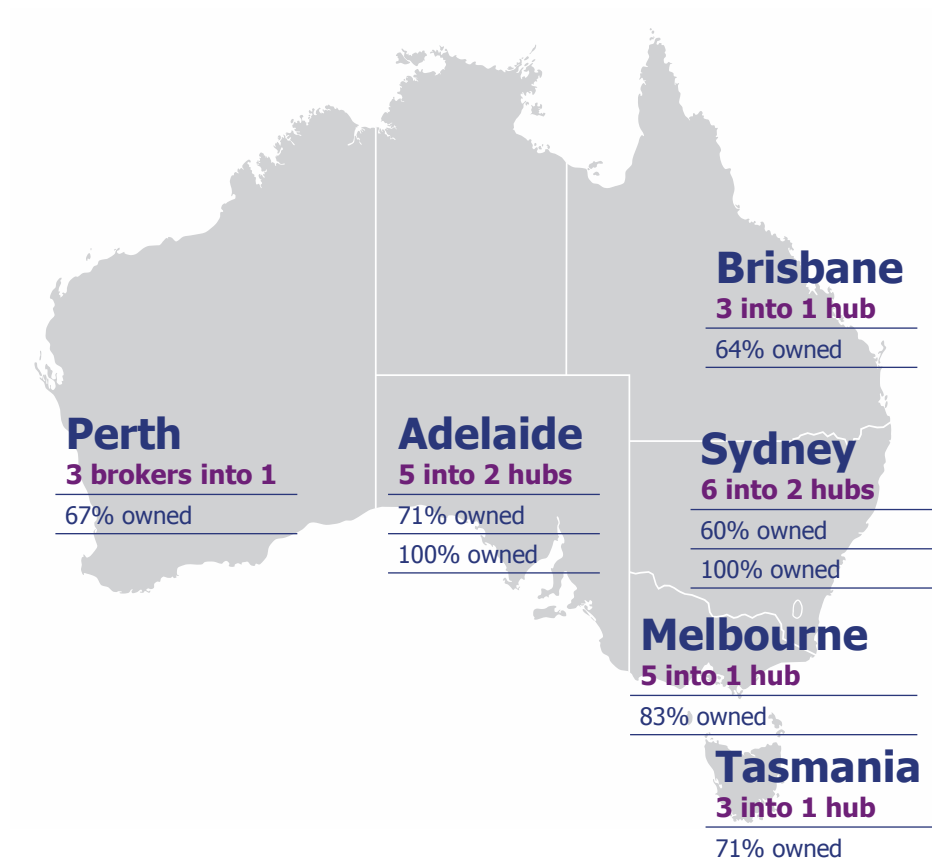 Brisbane
3 into 1 hub
64% owned
Perth
3 brokers into 1
67% owned
Adelaide
5 into 2 hubs
71% owned
100% owned
Sydney
6 into 2 hubs
60% owned
100% owned
Melbourne
5 into 1 hub
83% owned
Tasmania
3 into 1 hub
71% owned